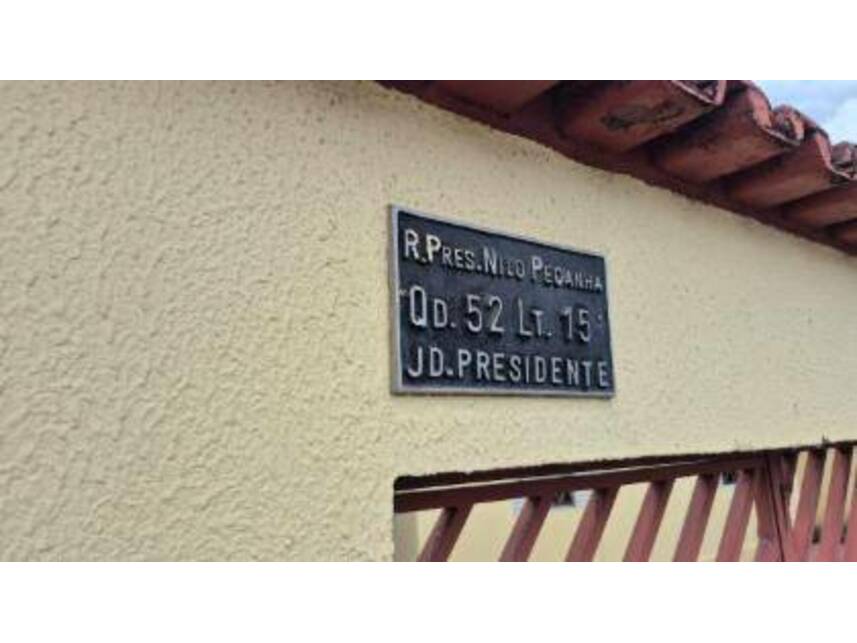 R. PRES. NILO PEÇANHA
QD. 52 LT. 15
JD. PRESIDENTE